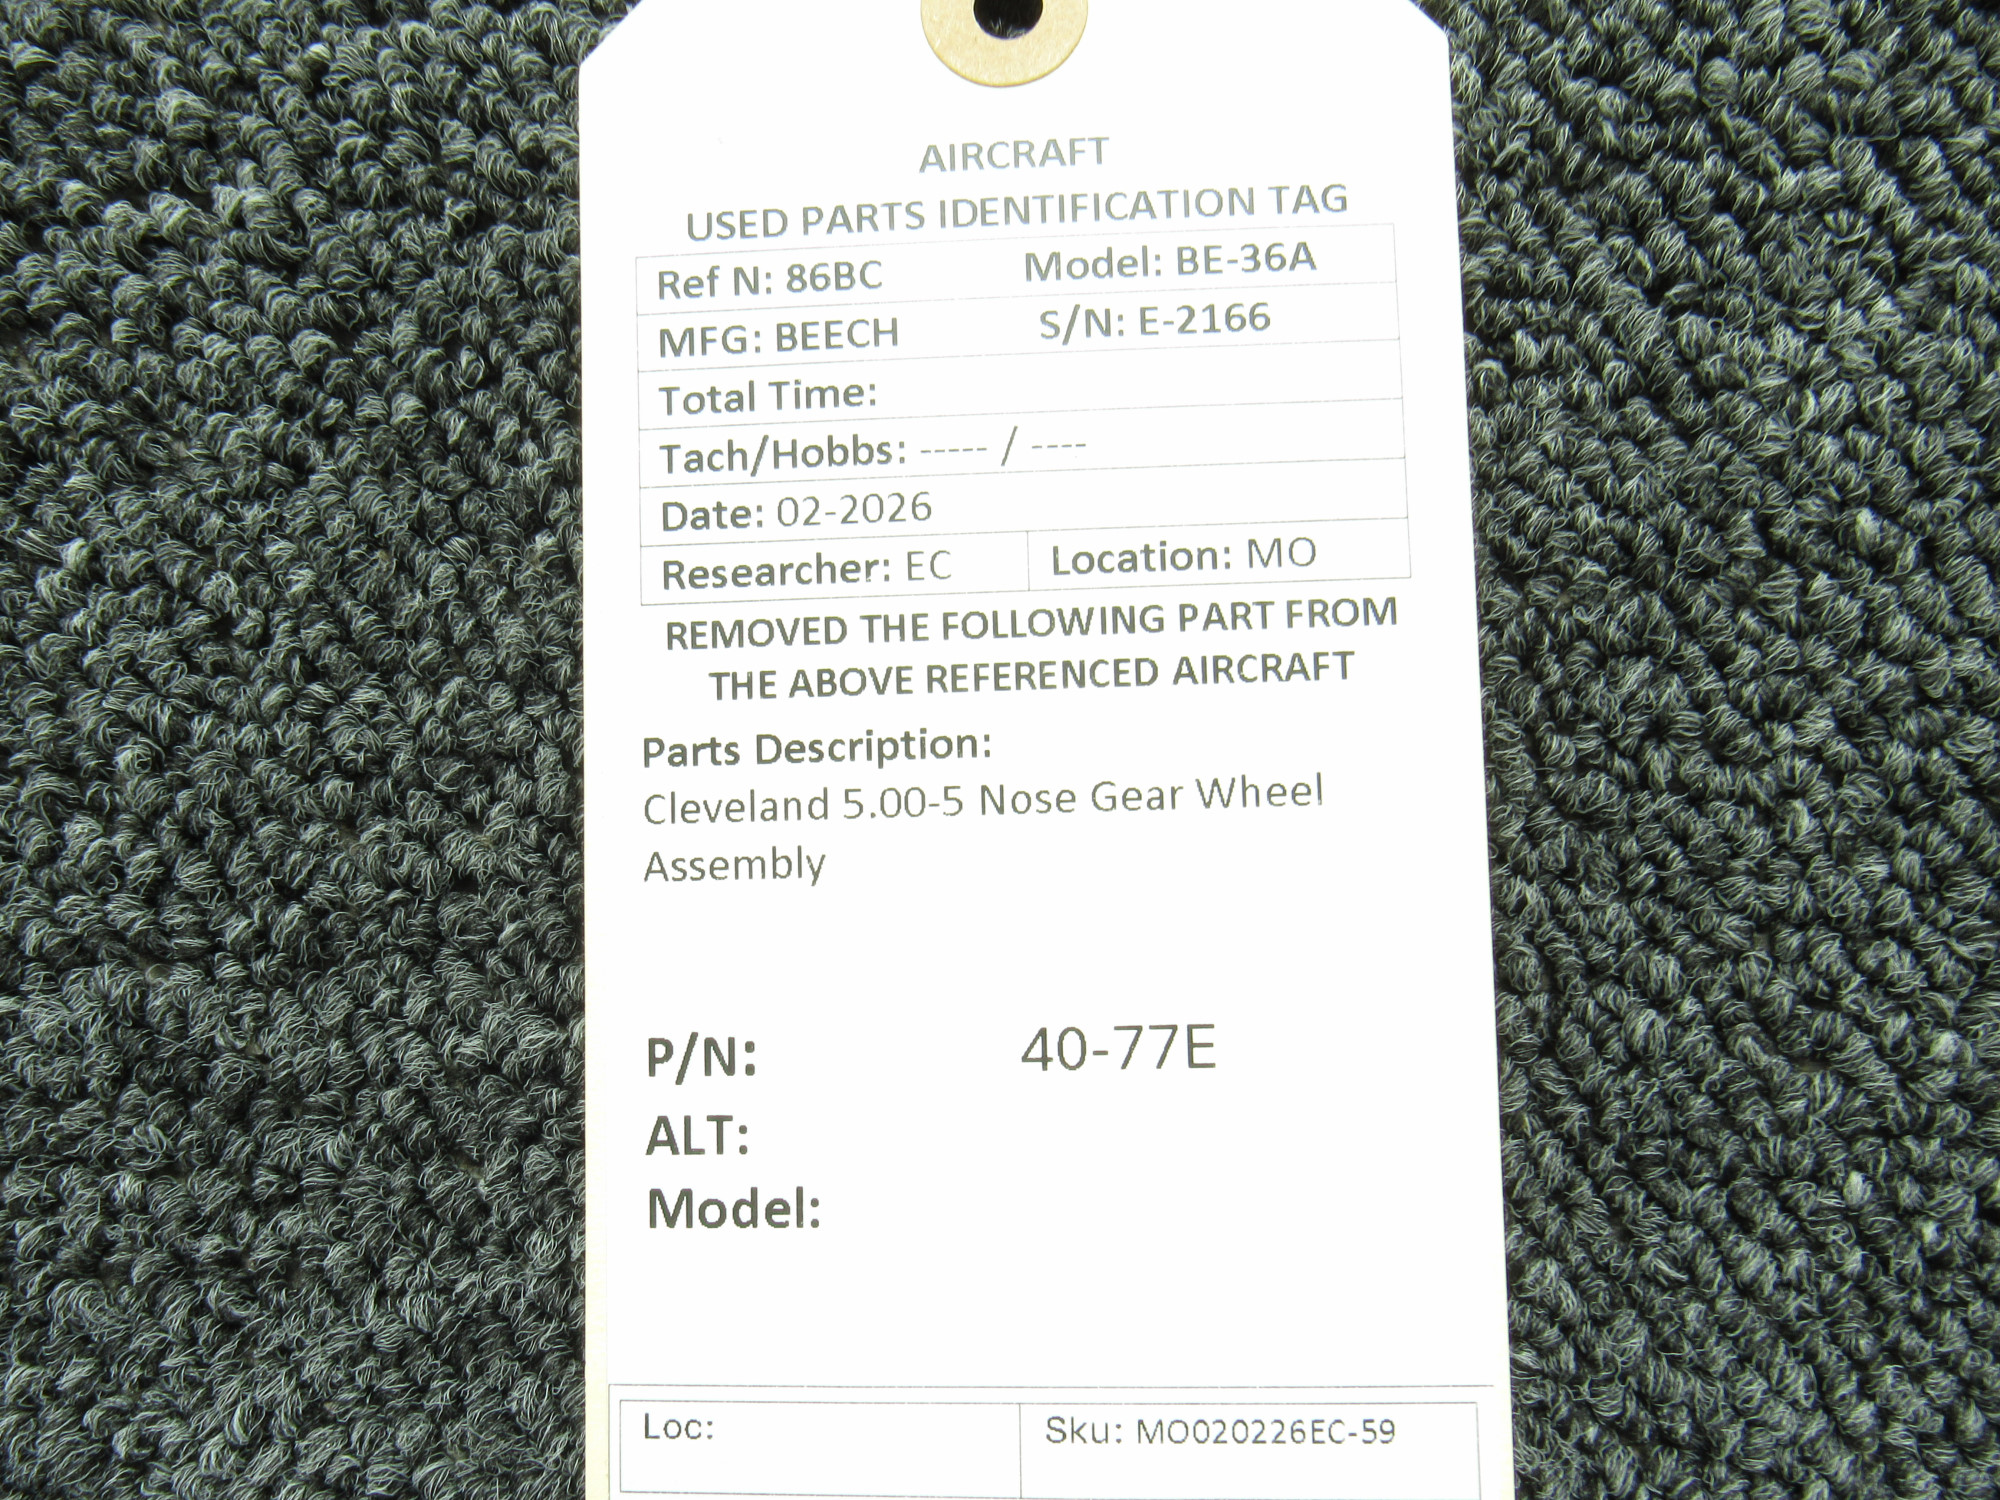 AIRCRAFT
USED PARTS IDENTIFICATION TAG
Ref N: 86BC Model: BE-36A
MFG: BEECH S/N: E-2166
Total Time:
Tach/Hobbs: ----- / ----
Date: 02-2026
Researcher: EC Location: MO
REMOVED THE FOLLOWING PART FROM
THE ABOVE REFERENCED AIRCRAFT
Parts Description:
Cleveland 5.00-5 Nose Gear Wheel
Assembly
P/N: 40-77E
ALT:
Model:
Loc: Sku: MO020226EC-59